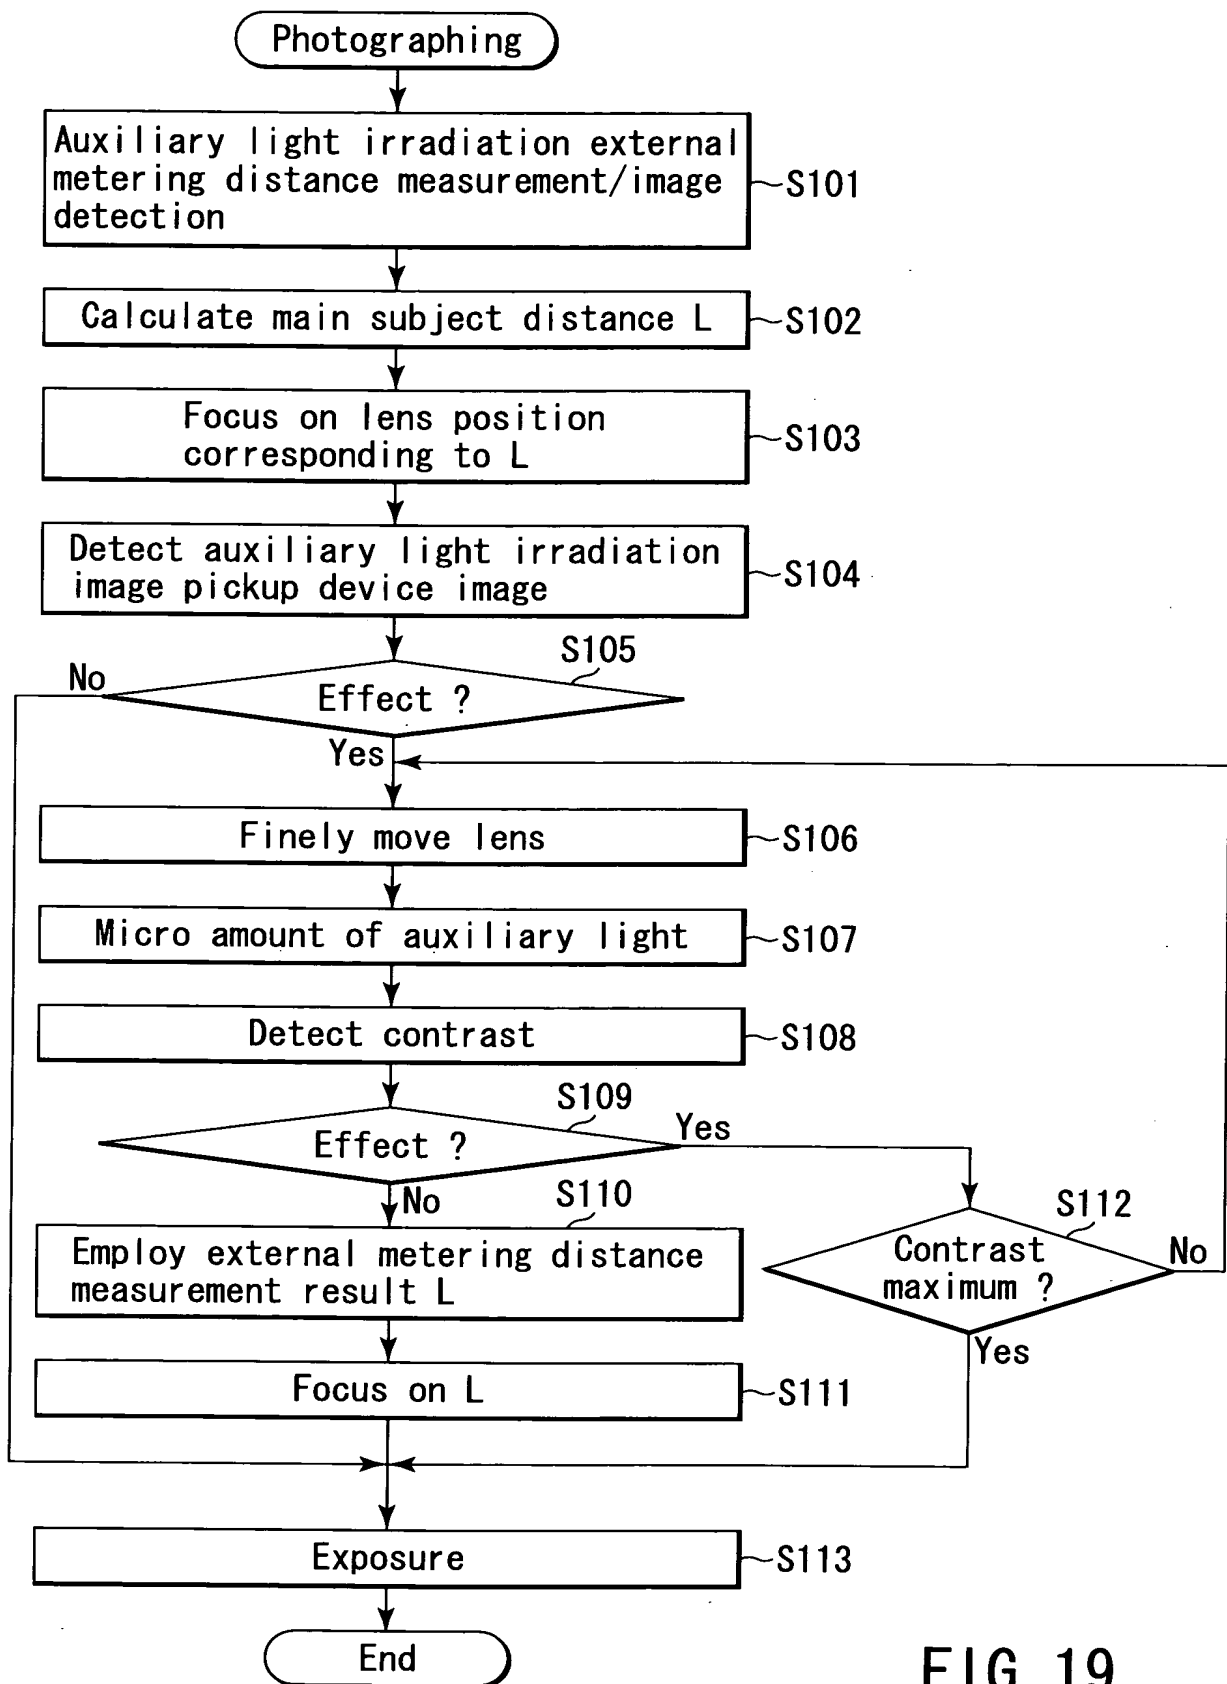 Photographing
Auxiliary light irradiation external
metering distance measurement/image
detection
S101
Calculate main subject distance L
S102
Focus on lens position
corresponding to L
S103
Detect auxiliary light irradiation
image pickup device image
S104
S105
No
Effect ?
Yes
Finely move lens
S106
Micro amount of auxiliary light
S107
Detect contrast
S108
S109
Effect ?
Yes
No
S110
Employ external metering distance
measurement result L
S112
Contrast
maximum ?
No
Yes
Focus on L
S111
Exposure
S113
End
FIG. 19